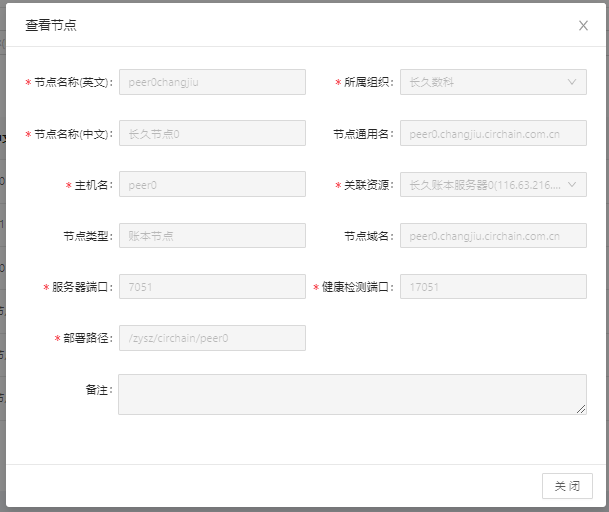 查看节点
* 节点名称(英文): peer0changjiu * 所属组织: 长久数科
* 节点名称(中文): 长久节点0 节点通用名: peer0.changjiu.circhain.com.cn
* 主机名: peer0 * 关联资源: 长久账本服务器0(116.63.216....
节点类型: 账本节点 节点域名: peer0.changjiu.circhain.com.cn
* 服务器端口: 7051 * 健康检测端口: 17051
* 部署路径: /zysz/circhain/peer0
备注:
关 闭